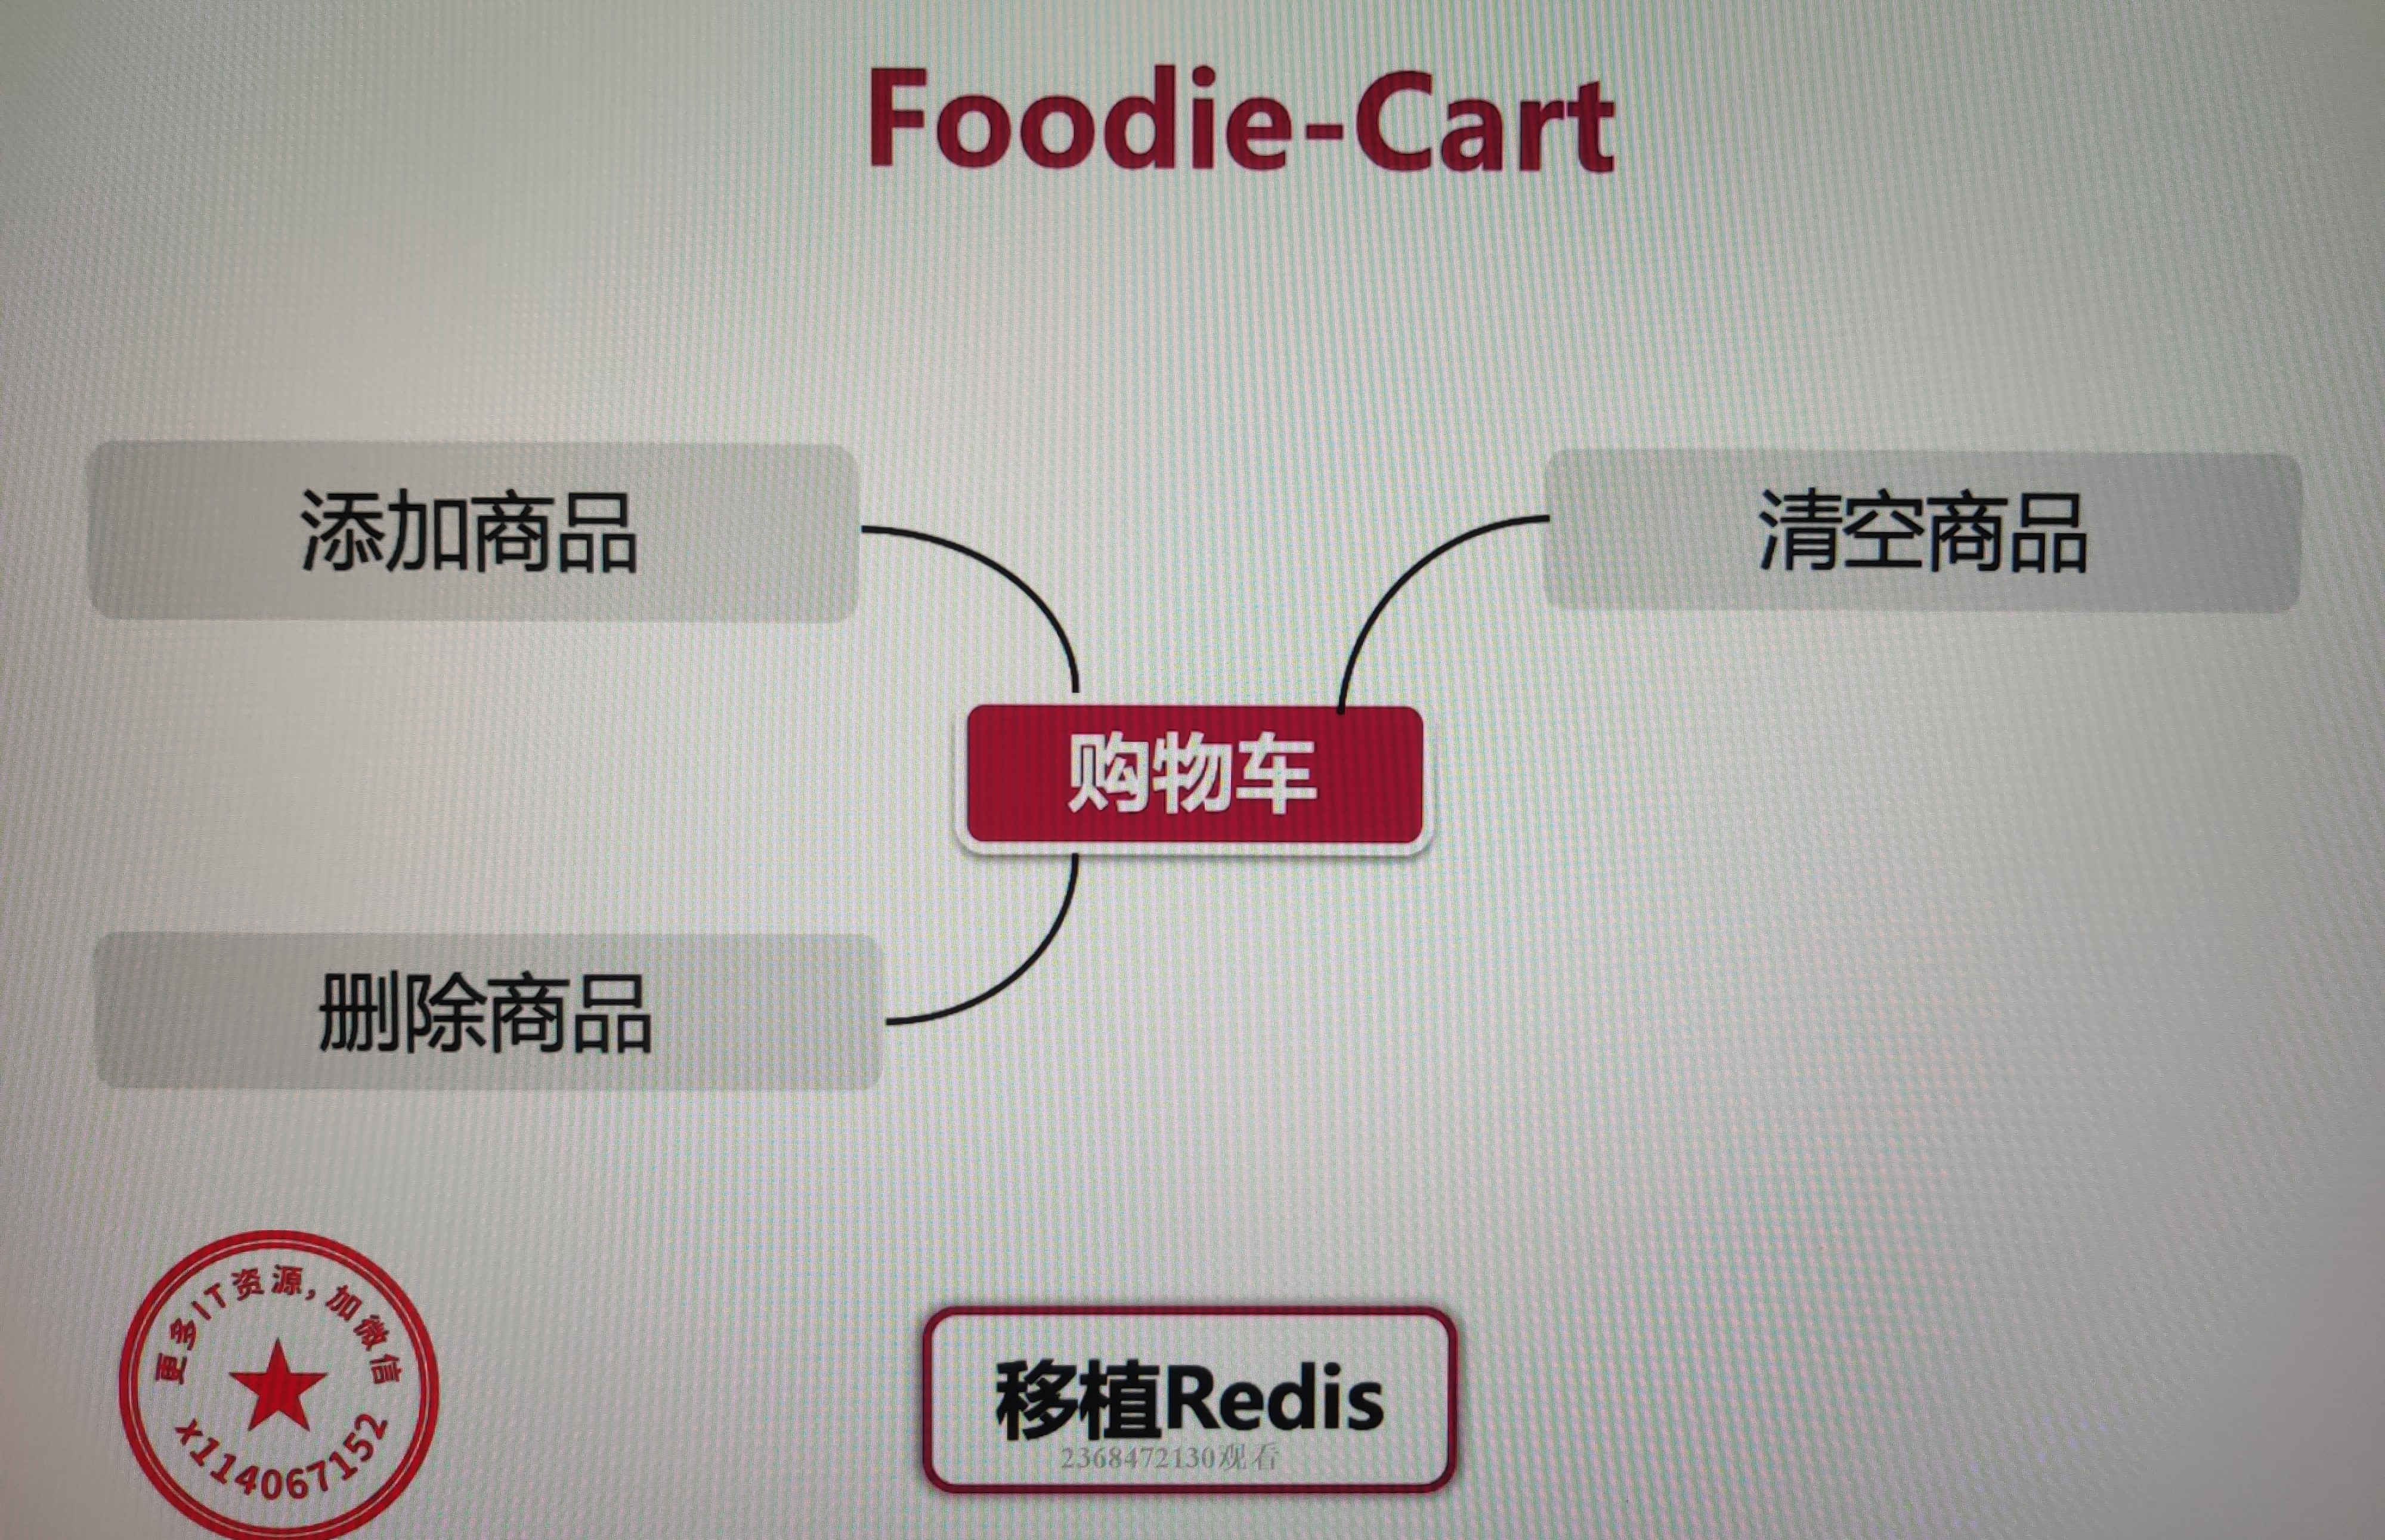 Foodie-Cart
添加商品
清空商品
购物车
删除商品
更多IT资源,加微信
x114067152
移植Redis
2368472130观看